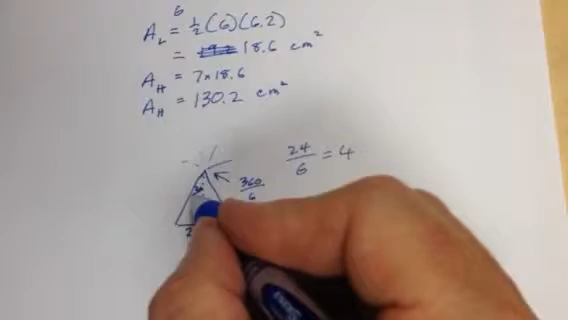 6
A_L = 1/2 (6)(6.2)
= 18.6 cm²
A_H = 7 × 18.6
A_H = 130.2 cm²
24/6 = 4
360/6
2